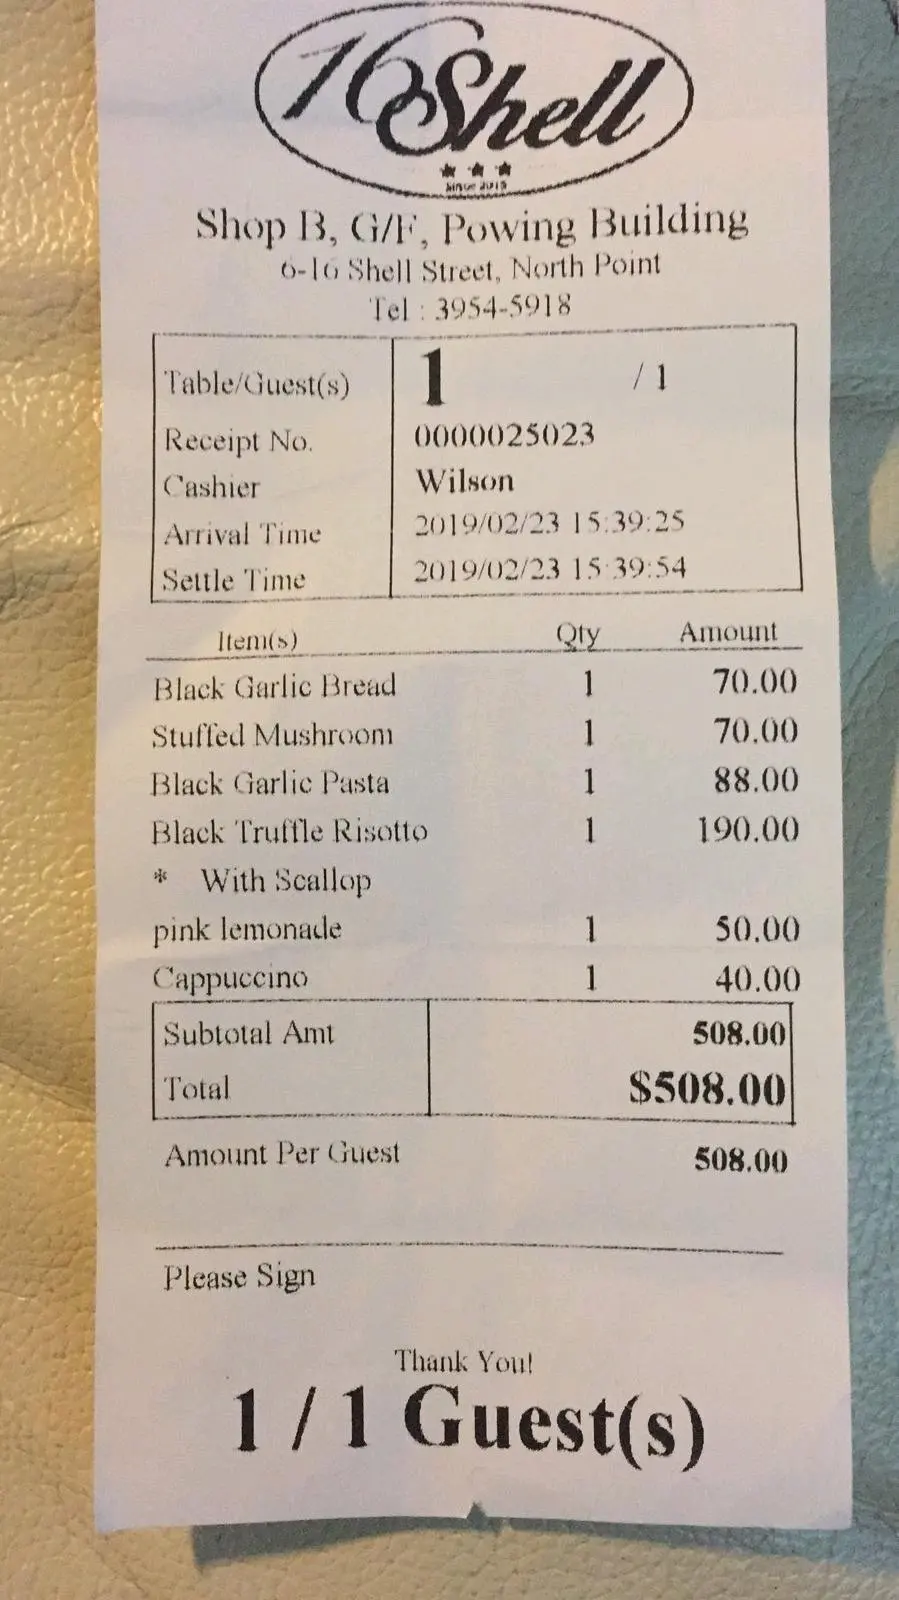 16 Shell
Since 2015
Shop B, G/F, Powing Building
6-16 Shell Street, North Point
Tel : 3954-5918
Table/Guest(s) 1 / 1
Receipt No. 0000025023
Cashier Wilson
Arrival Time 2019/02/23 15:39:25
Settle Time 2019/02/23 15:39:54
Item(s) Qty Amount
Black Garlic Bread 1 70.00
Stuffed Mushroom 1 70.00
Black Garlic Pasta 1 88.00
Black Truffle Risotto 1 190.00
* With Scallop
pink lemonade 1 50.00
Cappuccino 1 40.00
Subtotal Amt 508.00
Total $508.00
Amount Per Guest 508.00
Please Sign
Thank You!
1 / 1 Guest(s)